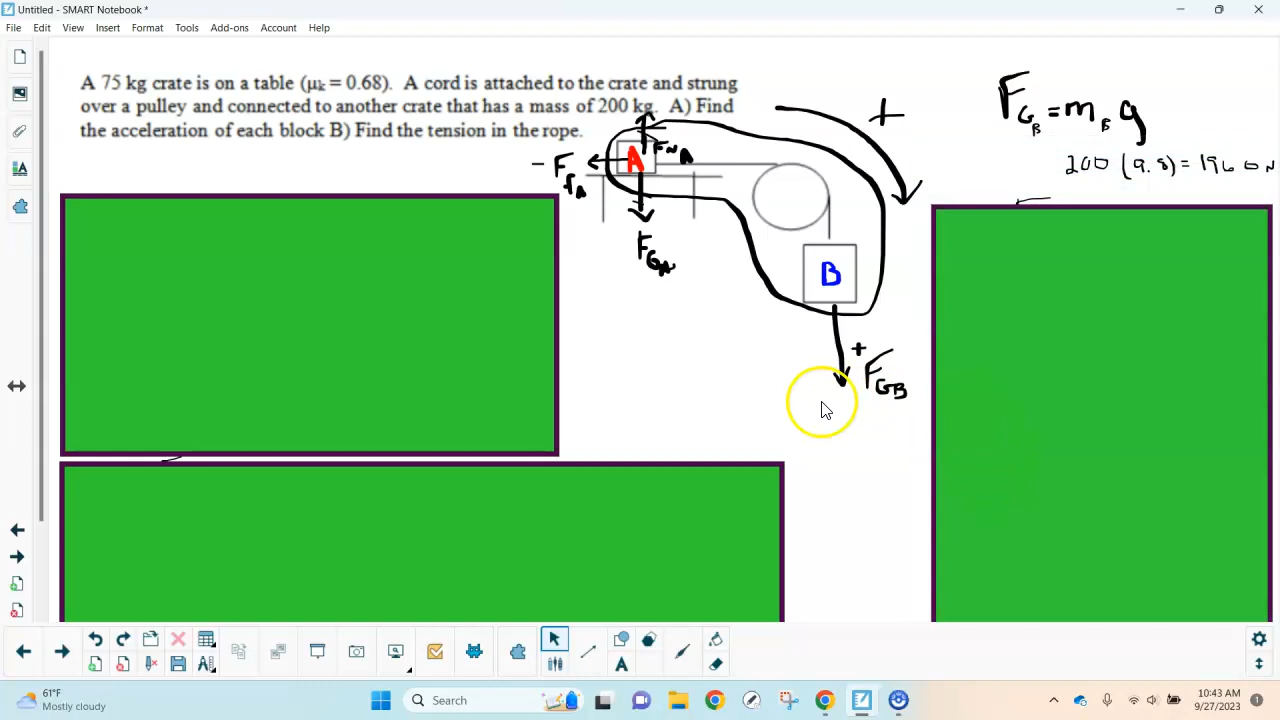 Untitled - SMART Notebook *
File Edit View Insert Format Tools Add-ons Account Help
A 75 kg crate is on a table (μk = 0.68). A cord is attached to the crate and strung
over a pulley and connected to another crate that has a mass of 200 kg. A) Find
the acceleration of each block B) Find the tension in the rope.
+
FGB = mB g
200 (9.8) = 1960 N
FNA
A
- FfA
FGA
B
+
FGB
61°F
Mostly cloudy
Search
10:43 AM
9/27/2023